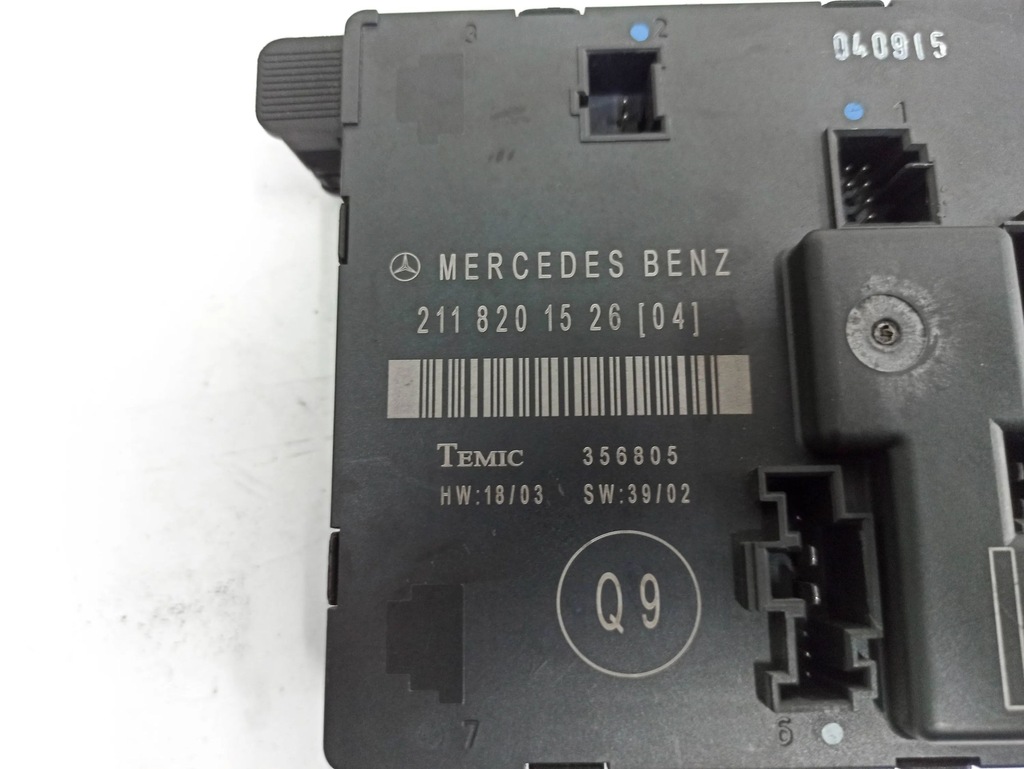 3
2
040915
1
MERCEDES BENZ
211 820 15 26 [04]
TEMIC 356805
HW:18/03 SW:39/02
Q9
7
6